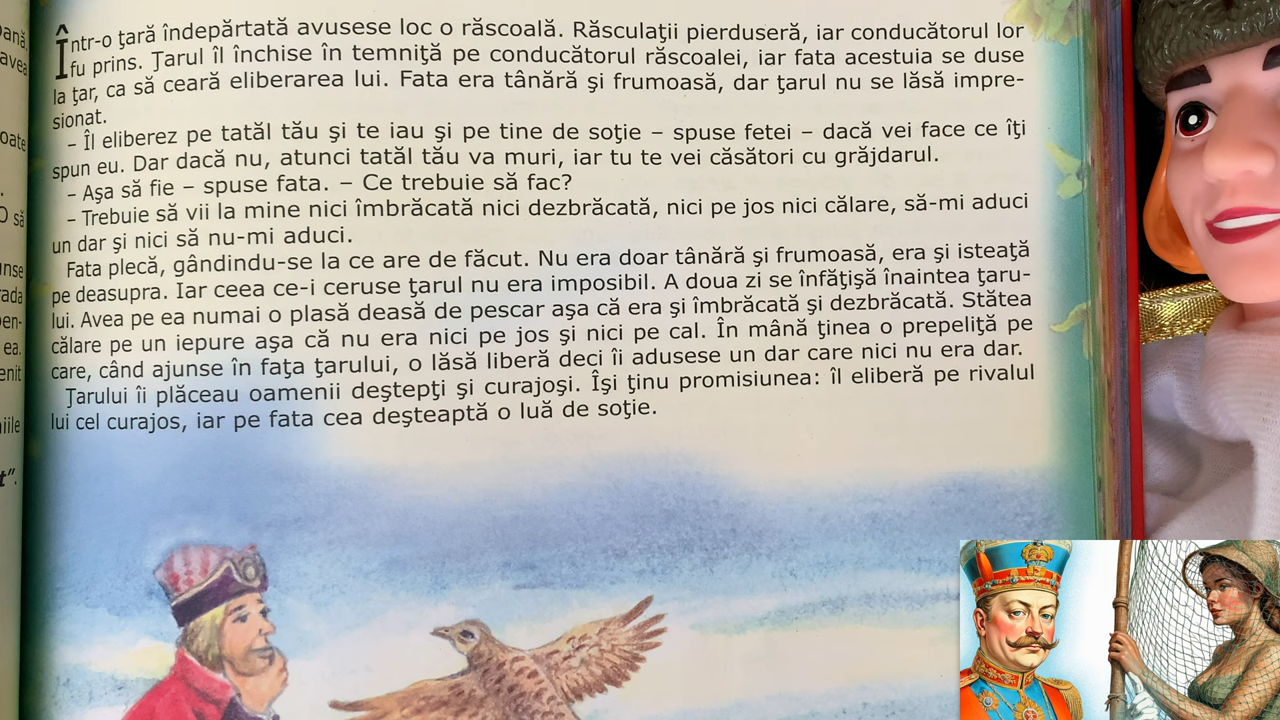 Într-o ţară îndepărtată avusese loc o răscoală. Răsculaţii pierduseră, iar conducătorul lor
fu prins. Ţarul îl închise în temniţă pe conducătorul răscoalei, iar fata acestuia se duse
la ţar, ca să ceară eliberarea lui. Fata era tânără şi frumoasă, dar ţarul nu se lăsă impre-
sionat.
– Îl eliberez pe tatăl tău şi te iau şi pe tine de soţie – spuse fetei – dacă vei face ce îţi
spun eu. Dar dacă nu, atunci tatăl tău va muri, iar tu te vei căsători cu grăjdarul.
– Aşa să fie – spuse fata. – Ce trebuie să fac?
– Trebuie să vii la mine nici îmbrăcată nici dezbrăcată, nici pe jos nici călare, să-mi aduci
un dar şi nici să nu-mi aduci.
Fata plecă, gândindu-se la ce are de făcut. Nu era doar tânără şi frumoasă, era şi isteaţă
pe deasupra. Iar ceea ce-i ceruse ţarul nu era imposibil. A doua zi se înfăţişă înaintea ţaru-
lui. Avea pe ea numai o plasă deasă de pescar aşa că era şi îmbrăcată şi dezbrăcată. Stătea
călare pe un iepure aşa că nu era nici pe jos şi nici pe cal. În mână ţinea o prepeliţă pe
care, când ajunse în faţa ţarului, o lăsă liberă deci îi adusese un dar care nici nu era dar.
Ţarului îi plăceau oamenii deştepţi şi curajoşi. Îşi ţinu promisiunea: îl eliberă pe rivalul
lui cel curajos, iar pe fata cea deşteaptă o luă de soţie.